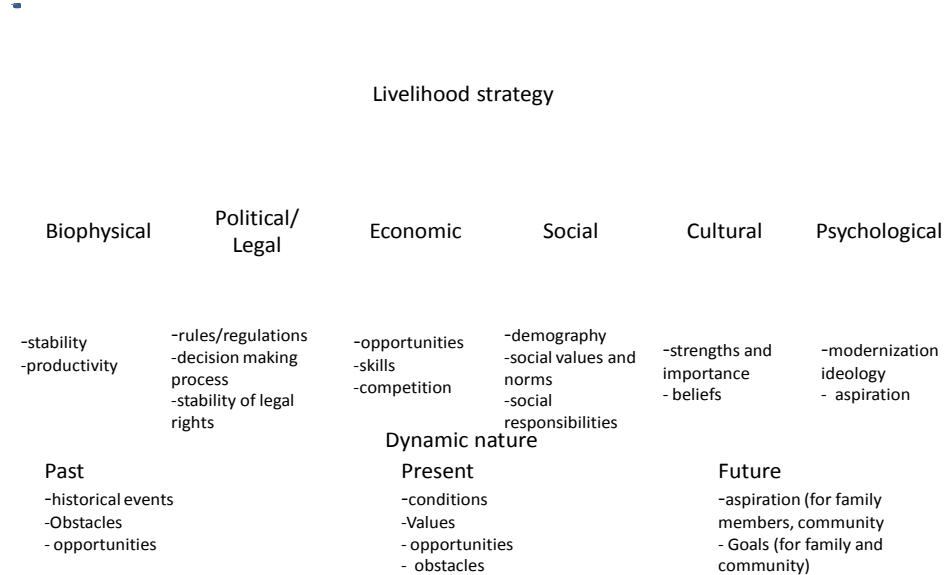 Livelihood strategy
Biophysical
Political/
Legal
Economic
Social
Cultural
Psychological
-stability
-productivity
-rules/regulations
-decision making
process
-stability of legal
rights
-opportunities
-skills
-competition
-demography
-social values and
norms
-social
responsibilities
-strengths and
importance
- beliefs
-modernization
ideology
- aspiration
Dynamic nature
Past
-historical events
-Obstacles
- opportunities
Present
-conditions
-Values
- opportunities
- obstacles
Future
-aspiration (for family
members, community
- Goals (for family and
community)